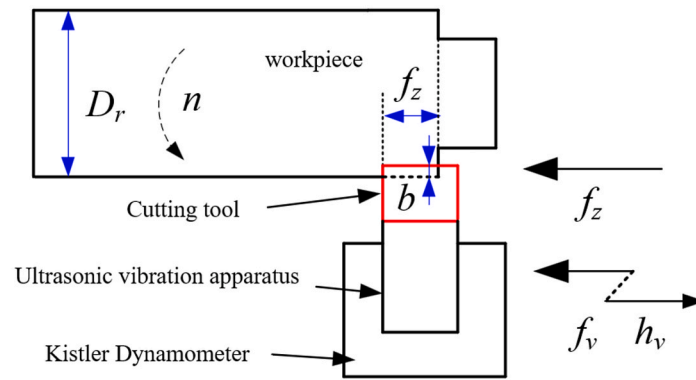 workpiece
f_z
D_r
n
b
Cutting tool
f_z
Ultrasonic vibration apparatus
f_v h_v
Kistler Dynamometer